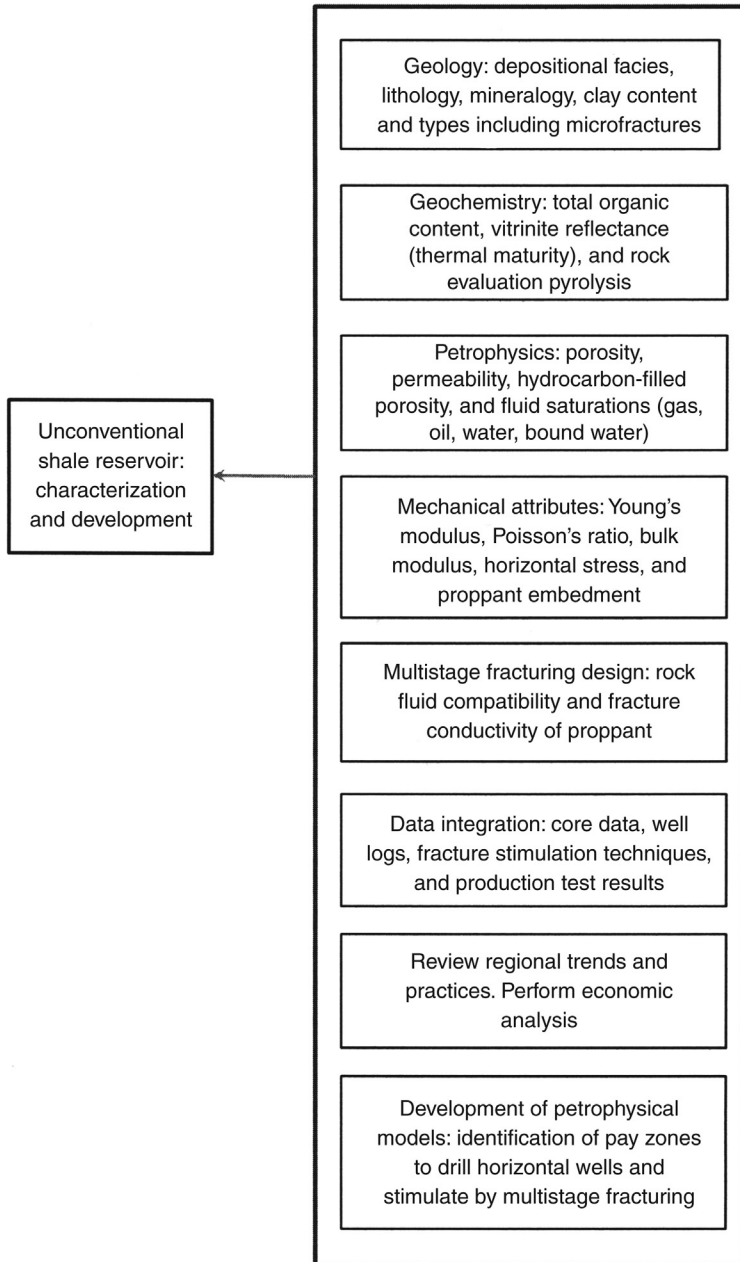 Geology: depositional facies,
lithology, mineralogy, clay content
and types including microfractures
Geochemistry: total organic
content, vitrinite reflectance
(thermal maturity), and rock
evaluation pyrolysis
Petrophysics: porosity,
permeability, hydrocarbon-filled
porosity, and fluid saturations (gas,
oil, water, bound water)
Unconventional
shale reservoir:
characterization
and development
Mechanical attributes: Young's
modulus, Poisson's ratio, bulk
modulus, horizontal stress, and
proppant embedment
Multistage fracturing design: rock
fluid compatibility and fracture
conductivity of proppant
Data integration: core data, well
logs, fracture stimulation techniques,
and production test results
Review regional trends and
practices. Perform economic
analysis
Development of petrophysical
models: identification of pay zones
to drill horizontal wells and
stimulate by multistage fracturing